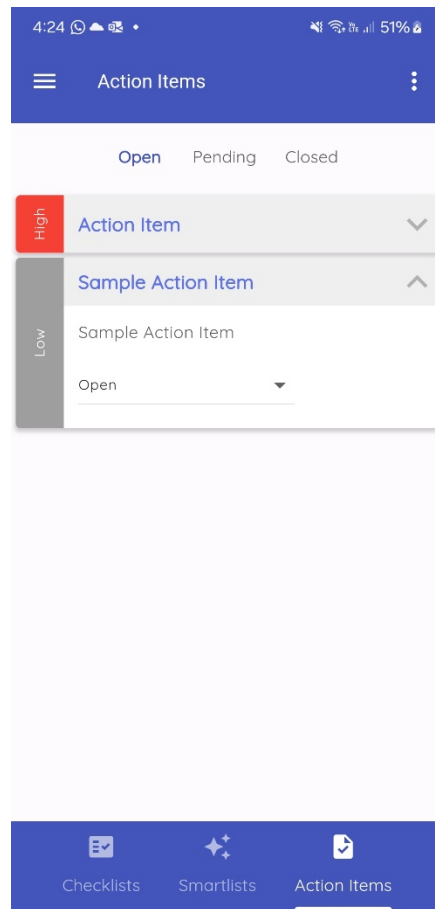 4:24 51%
Action Items
Open Pending Closed
High Action Item
Sample Action Item
Low Sample Action Item
Open
Checklists Smartlists Action Items